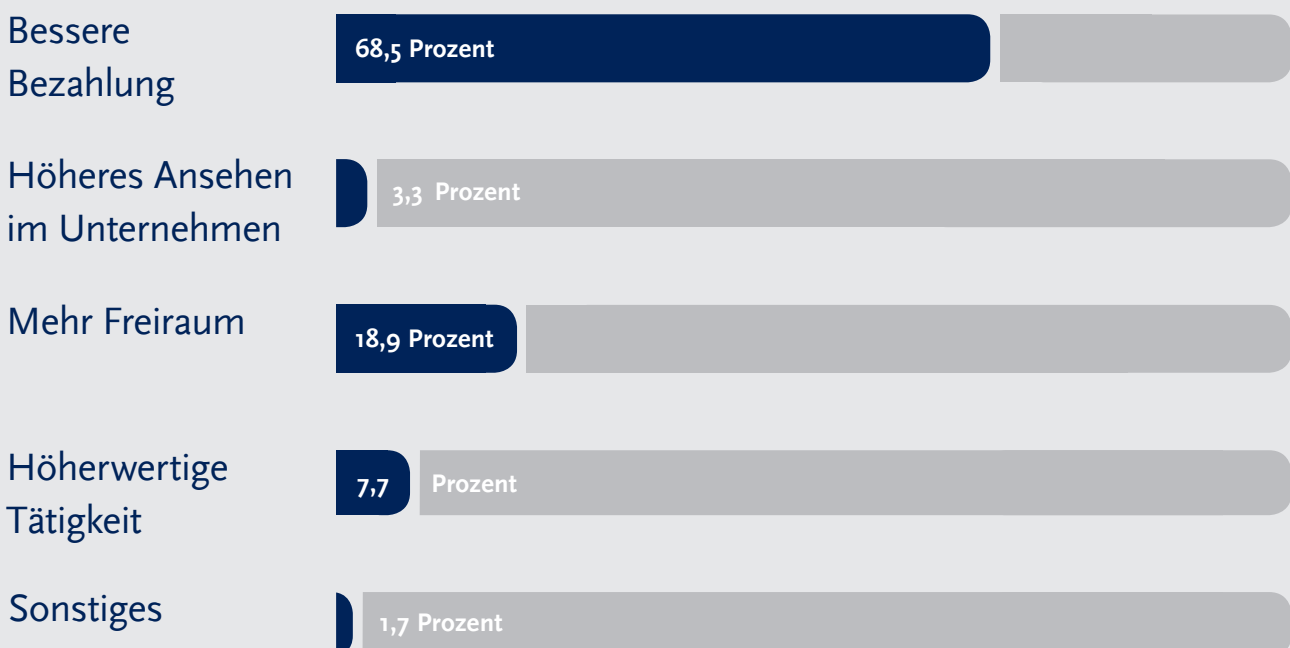 Bessere
Bezahlung
68,5 Prozent
Höheres Ansehen
im Unternehmen
3,3 Prozent
Mehr Freiraum
18,9 Prozent
Höherwertige
Tätigkeit
7,7 Prozent
Sonstiges
1,7 Prozent